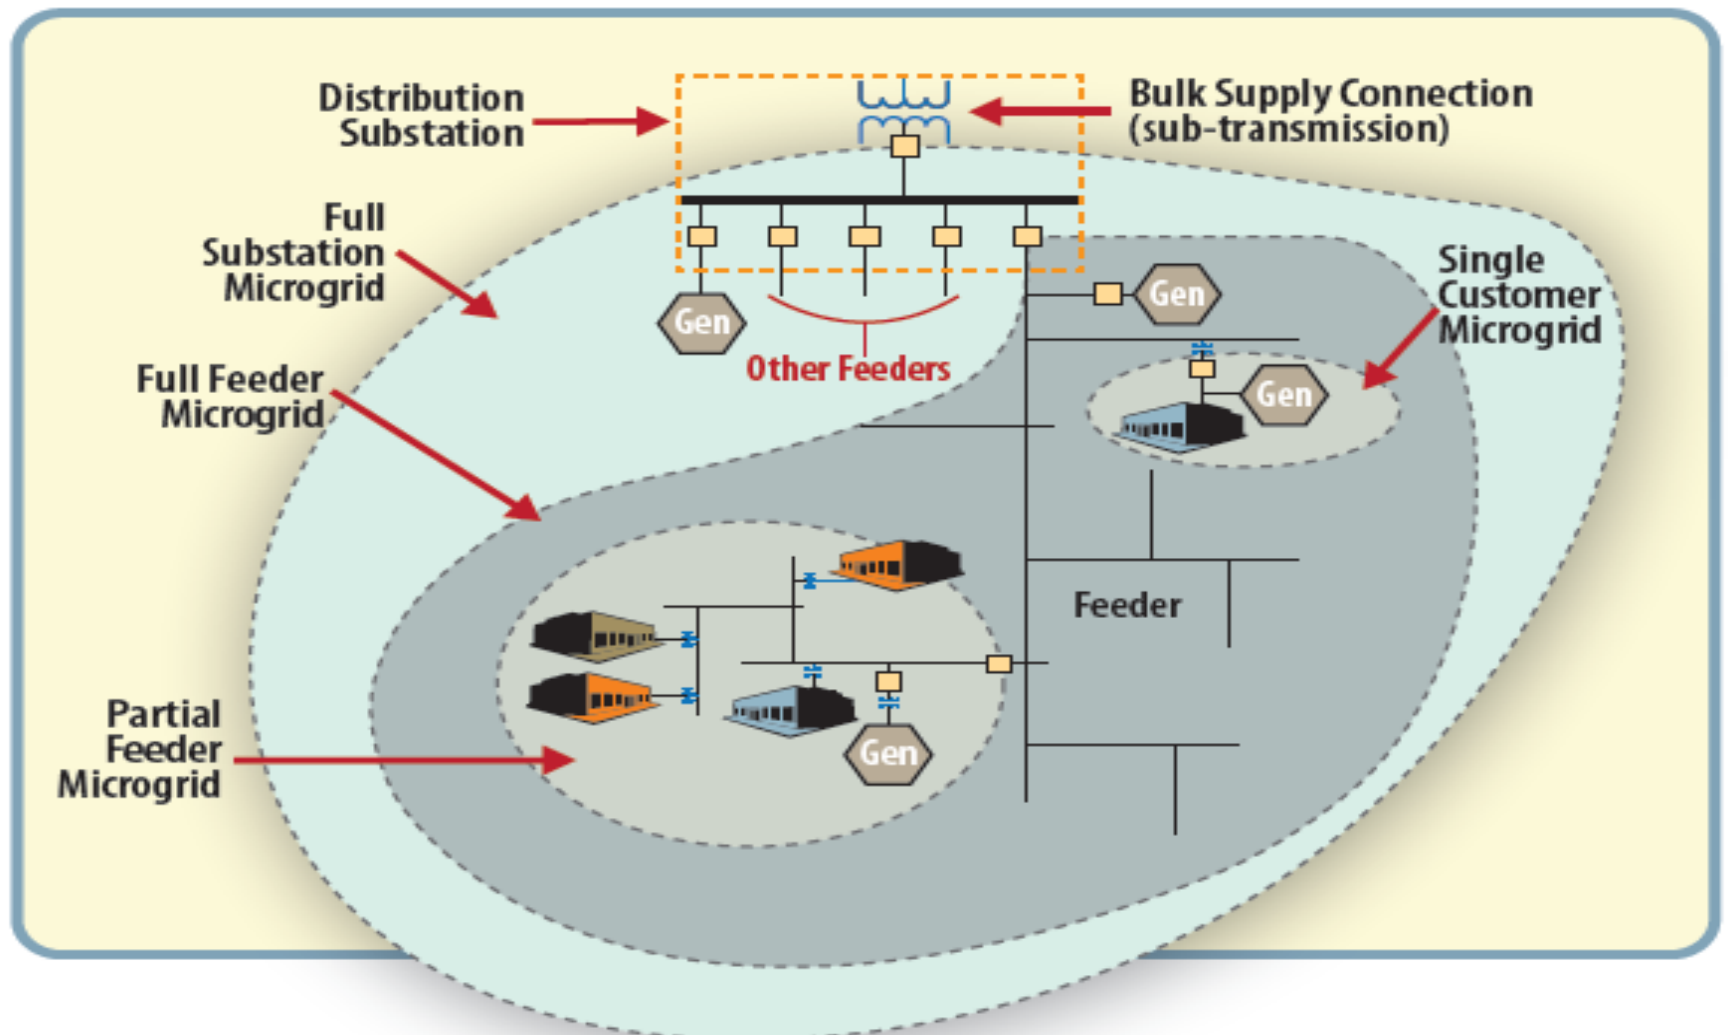 Distribution
Substation
Bulk Supply Connection
(sub-transmission)
Full
Substation
Microgrid
Single
Customer
Microgrid
Gen
Gen
Other Feeders
Full Feeder
Microgrid
Gen
Feeder
Partial
Feeder
Microgrid
Gen